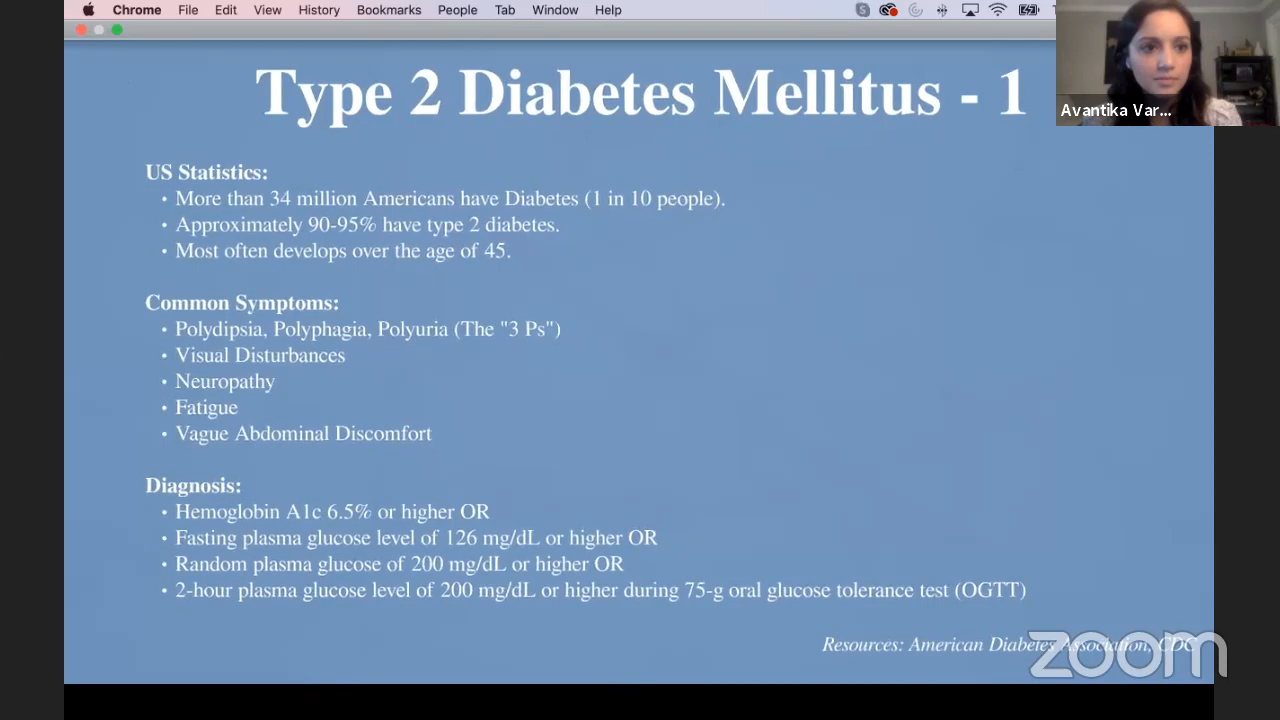 Chrome File Edit View History Bookmarks People Tab Window Help
Type 2 Diabetes Mellitus - 1
Avantika Var...
US Statistics:
• More than 34 million Americans have Diabetes (1 in 10 people).
• Approximately 90-95% have type 2 diabetes.
• Most often develops over the age of 45.
Common Symptoms:
• Polydipsia, Polyphagia, Polyuria (The "3 Ps")
• Visual Disturbances
• Neuropathy
• Fatigue
• Vague Abdominal Discomfort
Diagnosis:
• Hemoglobin A1c 6.5% or higher OR
• Fasting plasma glucose level of 126 mg/dL or higher OR
• Random plasma glucose of 200 mg/dL or higher OR
• 2-hour plasma glucose level of 200 mg/dL or higher during 75-g oral glucose tolerance test (OGTT)
Resources: American Diabetes Association, CDC
zoom